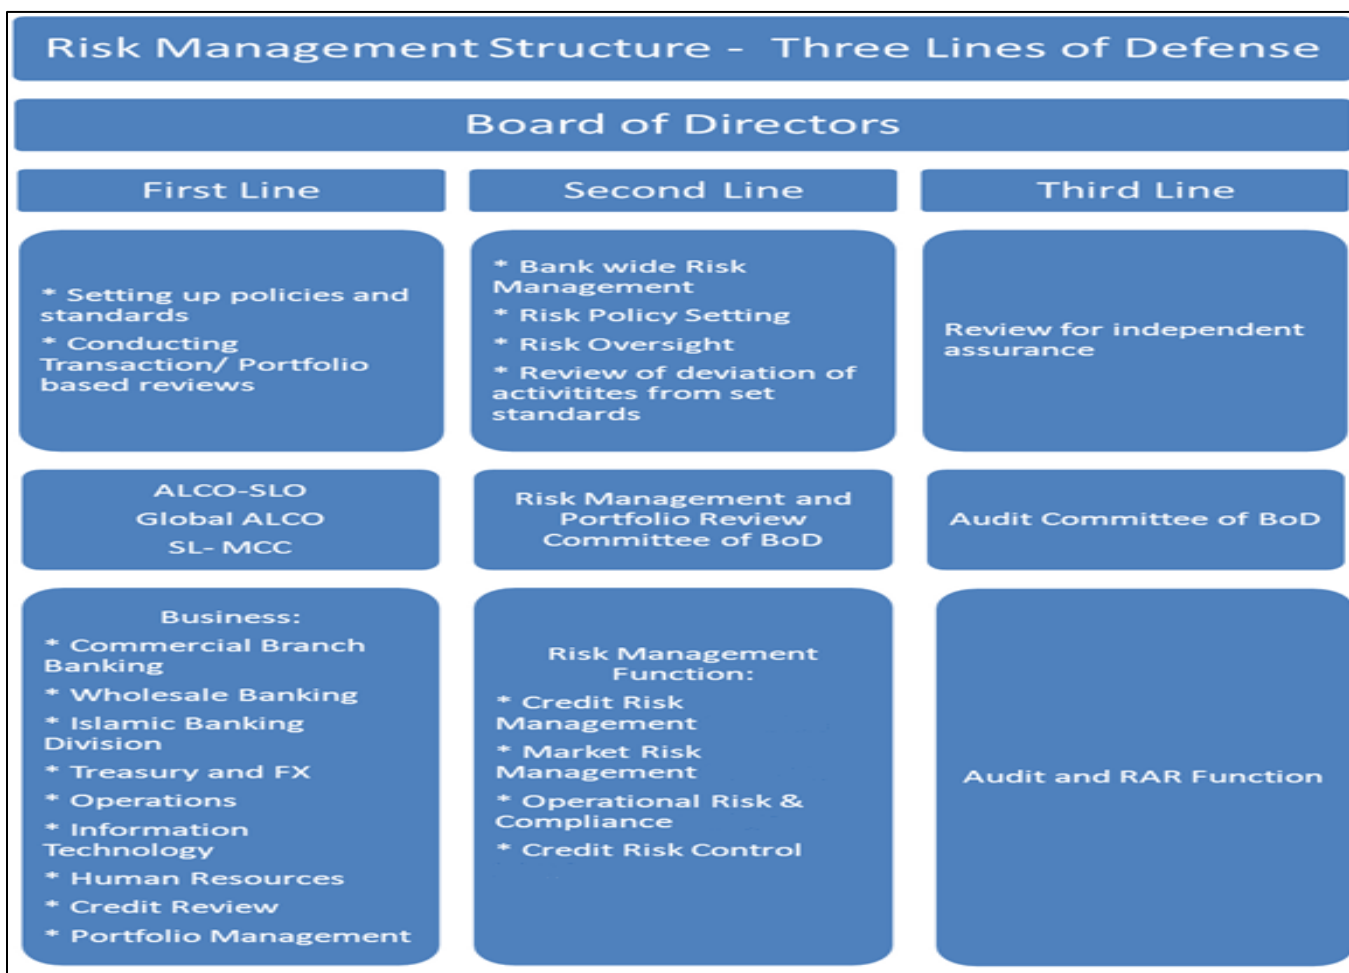 Risk Management Structure - Three Lines of Defense
Board of Directors
First Line
Second Line
Third Line
* Setting up policies and
standards
* Conducting
Transaction/ Portfolio
based reviews
* Bank wide Risk
Management
* Risk Policy Setting
* Risk Oversight
* Review of deviation of
activitites from set
standards
Review for independent
assurance
ALCO-SLO
Global ALCO
SL- MCC
Risk Management and
Portfolio Review
Committee of BoD
Audit Committee of BoD
Business:
* Commercial Branch
Banking
* Wholesale Banking
* Islamic Banking
Division
* Treasury and FX
* Operations
* Information
Technology
* Human Resources
* Credit Review
* Portfolio Management
Risk Management
Function:
* Credit Risk
Management
* Market Risk
Management
* Operational Risk &
Compliance
* Credit Risk Control
Audit and RAR Function